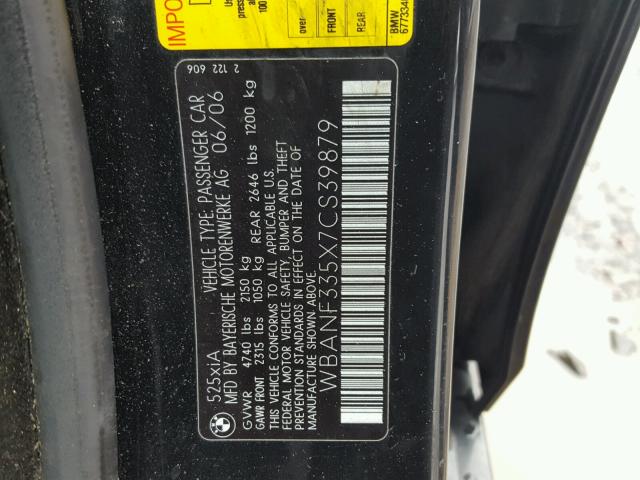 IMPO
over
FRONT
REAR
BMW
525xiA VEHICLE TYPE: PASSENGER CAR
MFD BY BAYERISCHE MOTORENWERKE AG 06/06
2 122 606
GVWR 4740 lbs 2150 kg
GAWR FRONT 2315 lbs 1050 kg REAR 2646 lbs 1200 kg
THIS VEHICLE CONFORMS TO ALL APPLICABLE U.S.
FEDERAL MOTOR VEHICLE SAFETY, BUMPER AND THEFT
PREVENTION STANDARDS IN EFFECT ON THE DATE OF
MANUFACTURE SHOWN ABOVE.
WBANF335X7CS39879